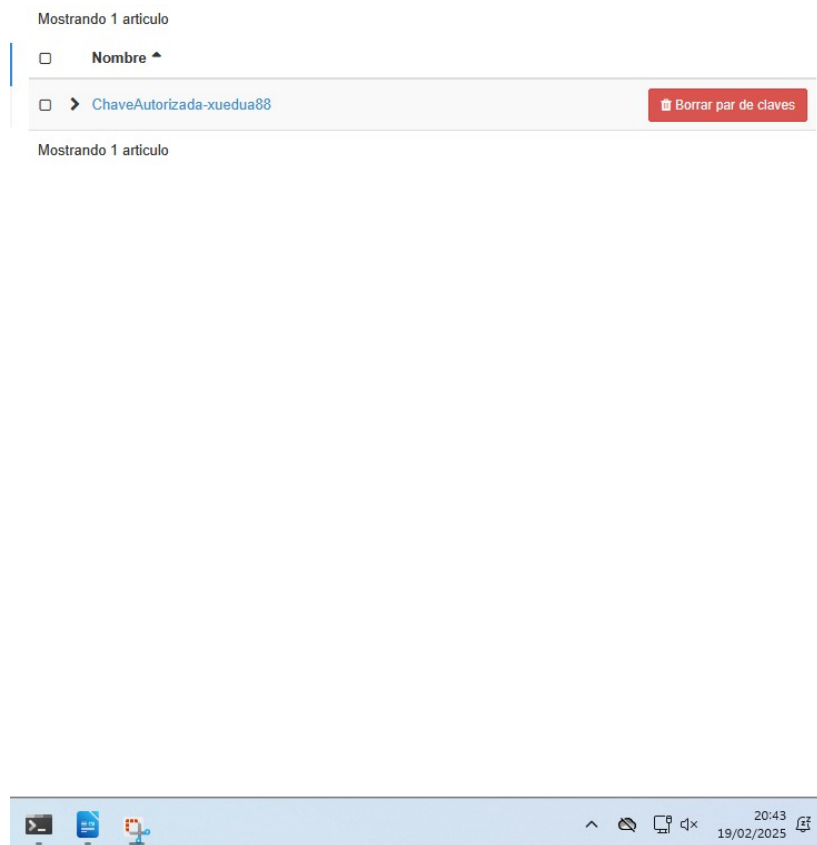 Mostrando 1 articulo
Nombre
ChaveAutorizada-xuedua88 Borrar par de claves
Mostrando 1 articulo
20:43
19/02/2025